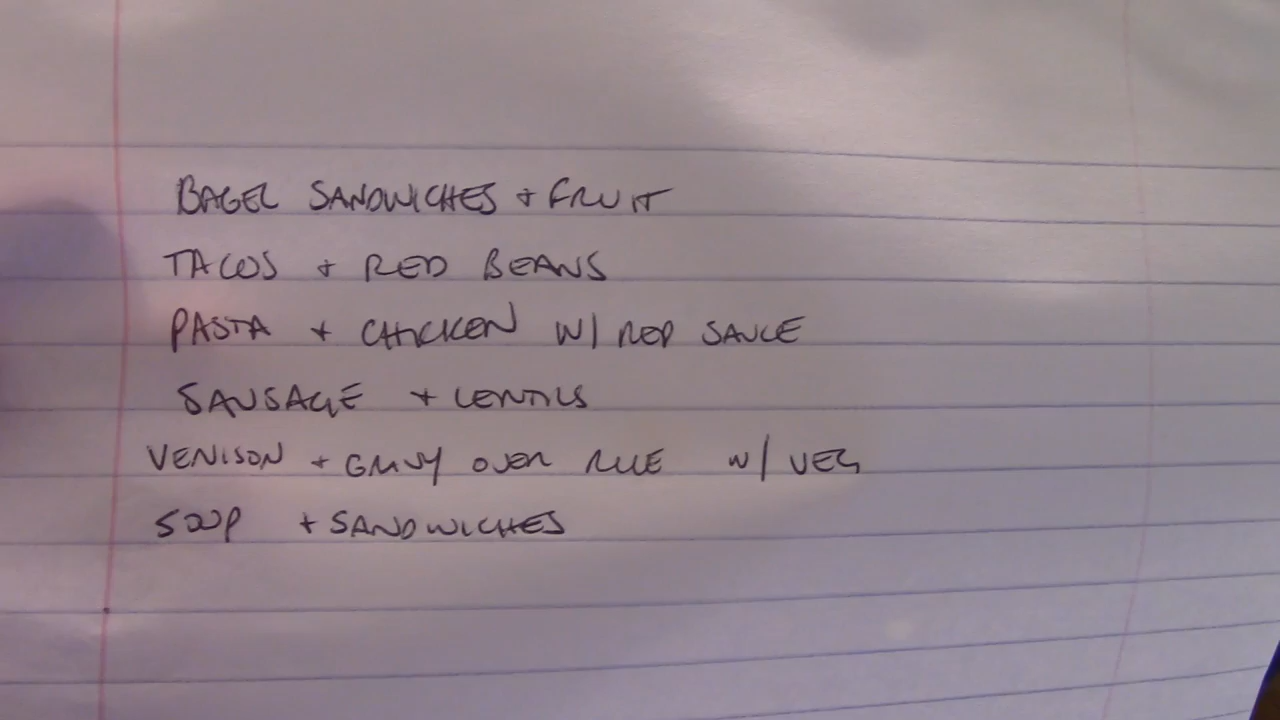 BAGEL SANDWICHES + FRUIT
TACOS + RED BEANS
PASTA + CHICKEN W/ RED SAUCE
SAUSAGE + LENTILS
VENISON + GRAVY OVER RICE W/ VEG
SOUP + SANDWICHES